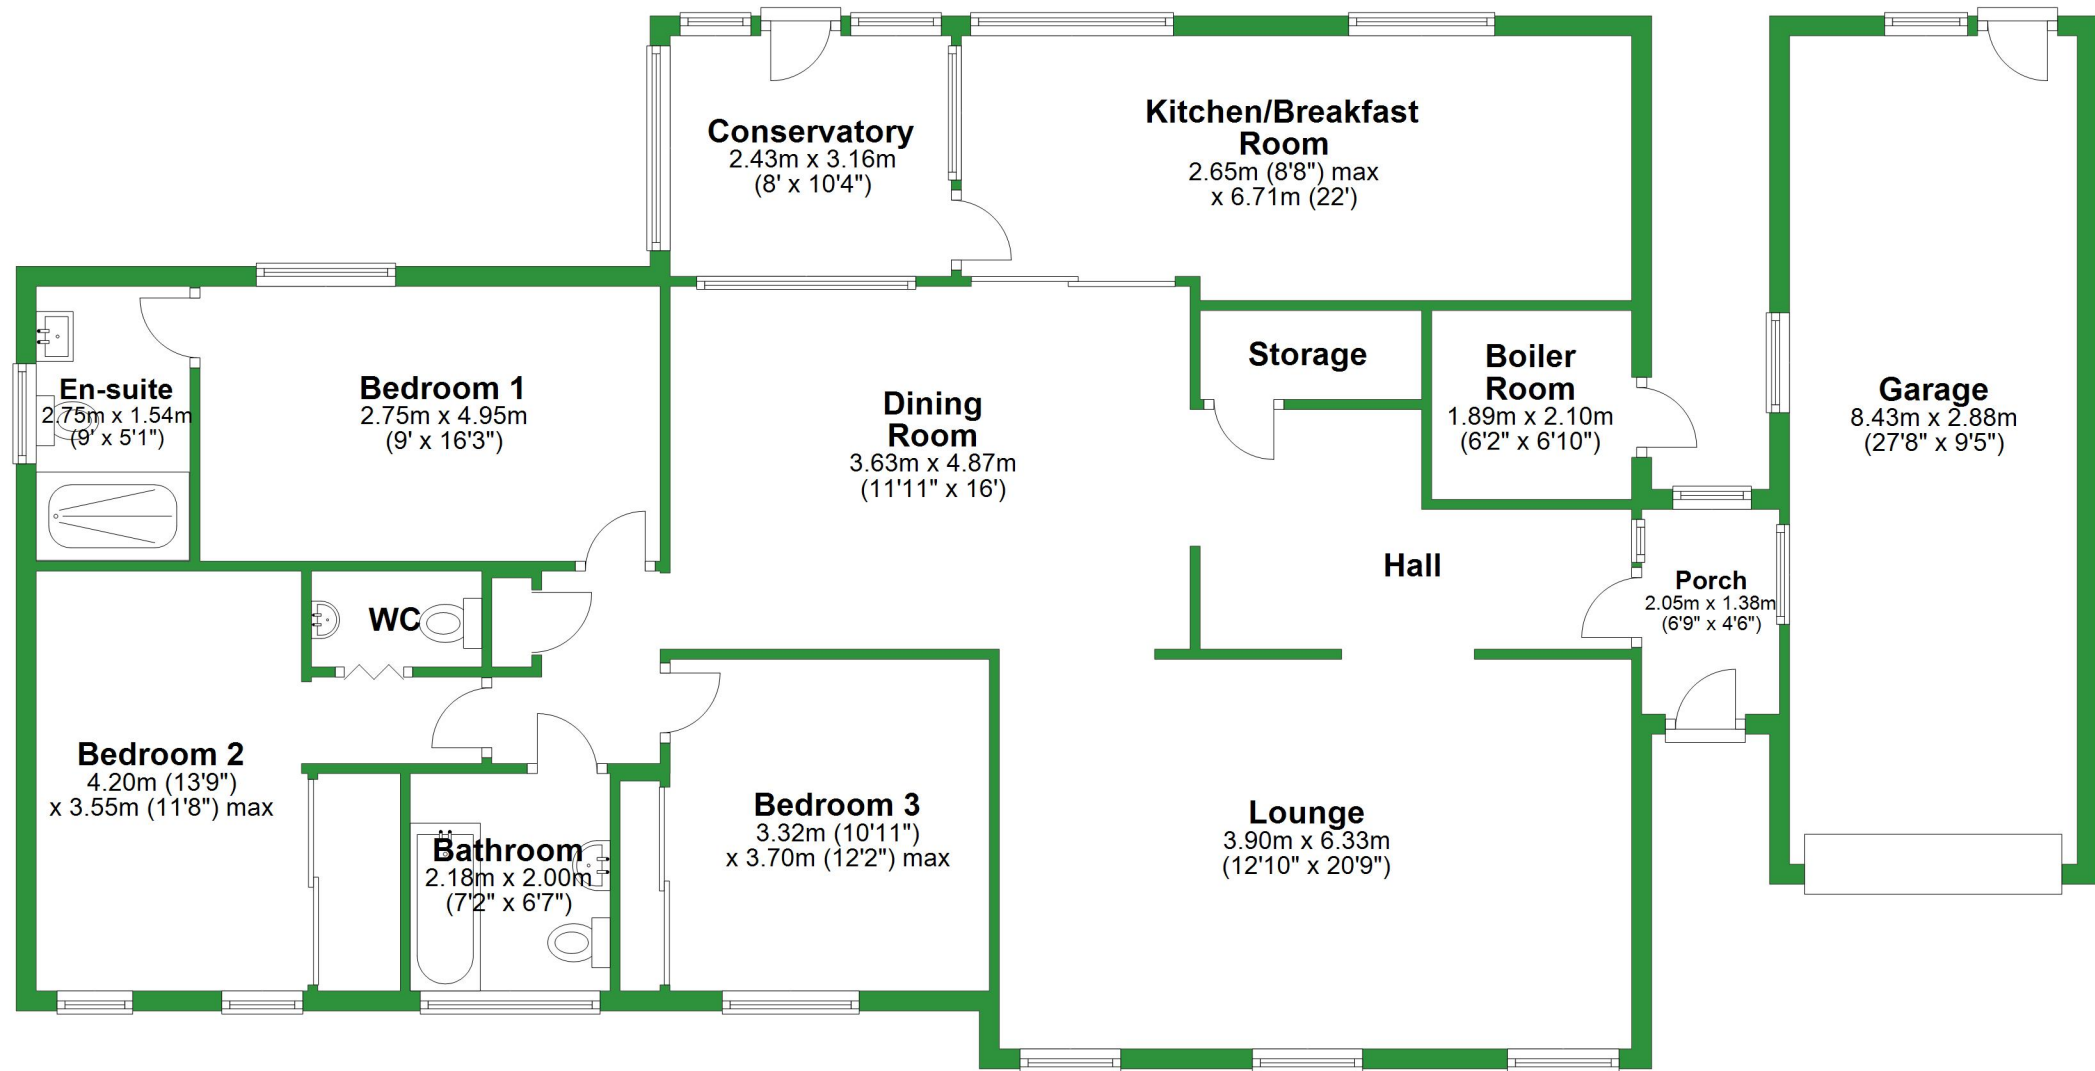 Conservatory
2.43m x 3.16m
(8' x 10'4")
Kitchen/Breakfast
Room
2.65m (8'8") max
x 6.71m (22')
Storage
Boiler
Room
1.89m x 2.10m
(6'2" x 6'10")
Garage
8.43m x 2.88m
(27'8" x 9'5")
En-suite
2.75m x 1.54m
(9' x 5'1")
Bedroom 1
2.75m x 4.95m
(9' x 16'3")
Dining
Room
3.63m x 4.87m
(11'11" x 16')
Hall
Porch
2.05m x 1.38m
(6'9" x 4'6")
WC
Bedroom 2
4.20m (13'9")
x 3.55m (11'8") max
Bathroom
2.18m x 2.00m
(7'2" x 6'7")
Bedroom 3
3.32m (10'11")
x 3.70m (12'2") max
Lounge
3.90m x 6.33m
(12'10" x 20'9")